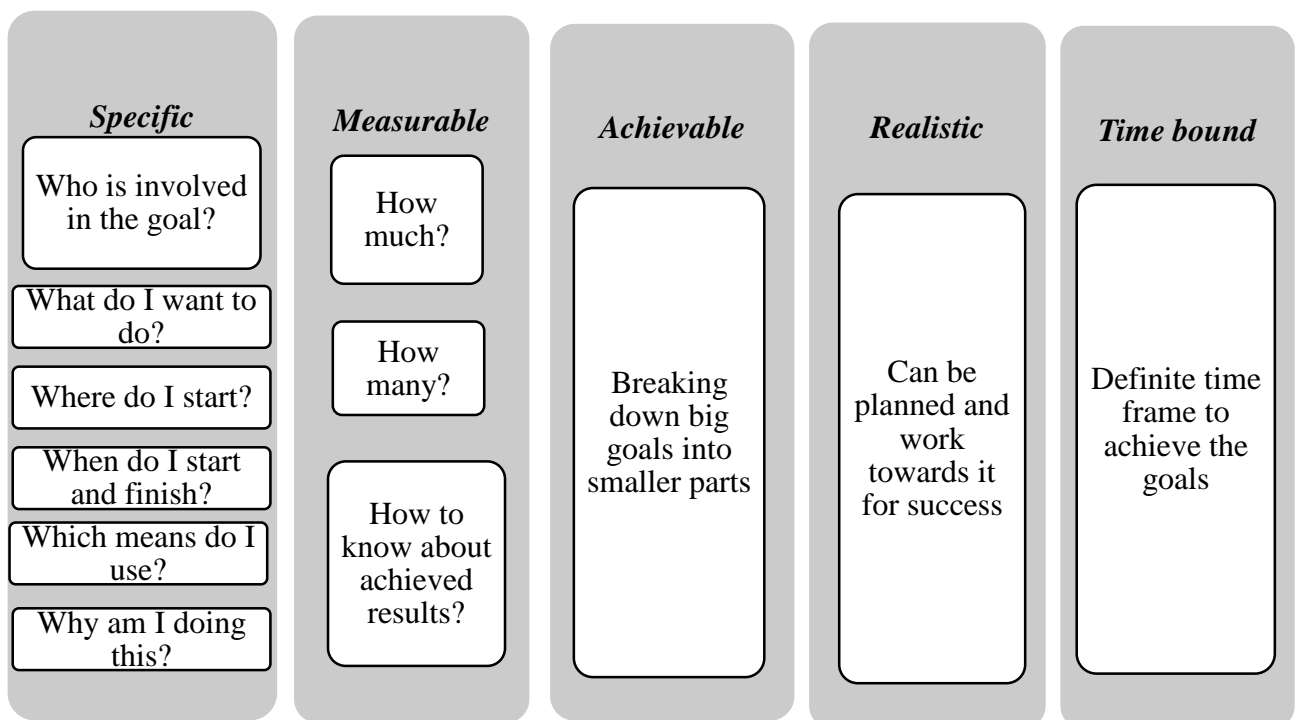 Specific
Who is involved
in the goal?
What do I want to
do?
Where do I start?
When do I start
and finish?
Which means do I
use?
Why am I doing
this?
Measurable
How
much?
How
many?
How to
know about
achieved
results?
Achievable
Breaking
down big
goals into
smaller parts
Realistic
Can be
planned and
work
towards it
for success
Time bound
Definite time
frame to
achieve the
goals